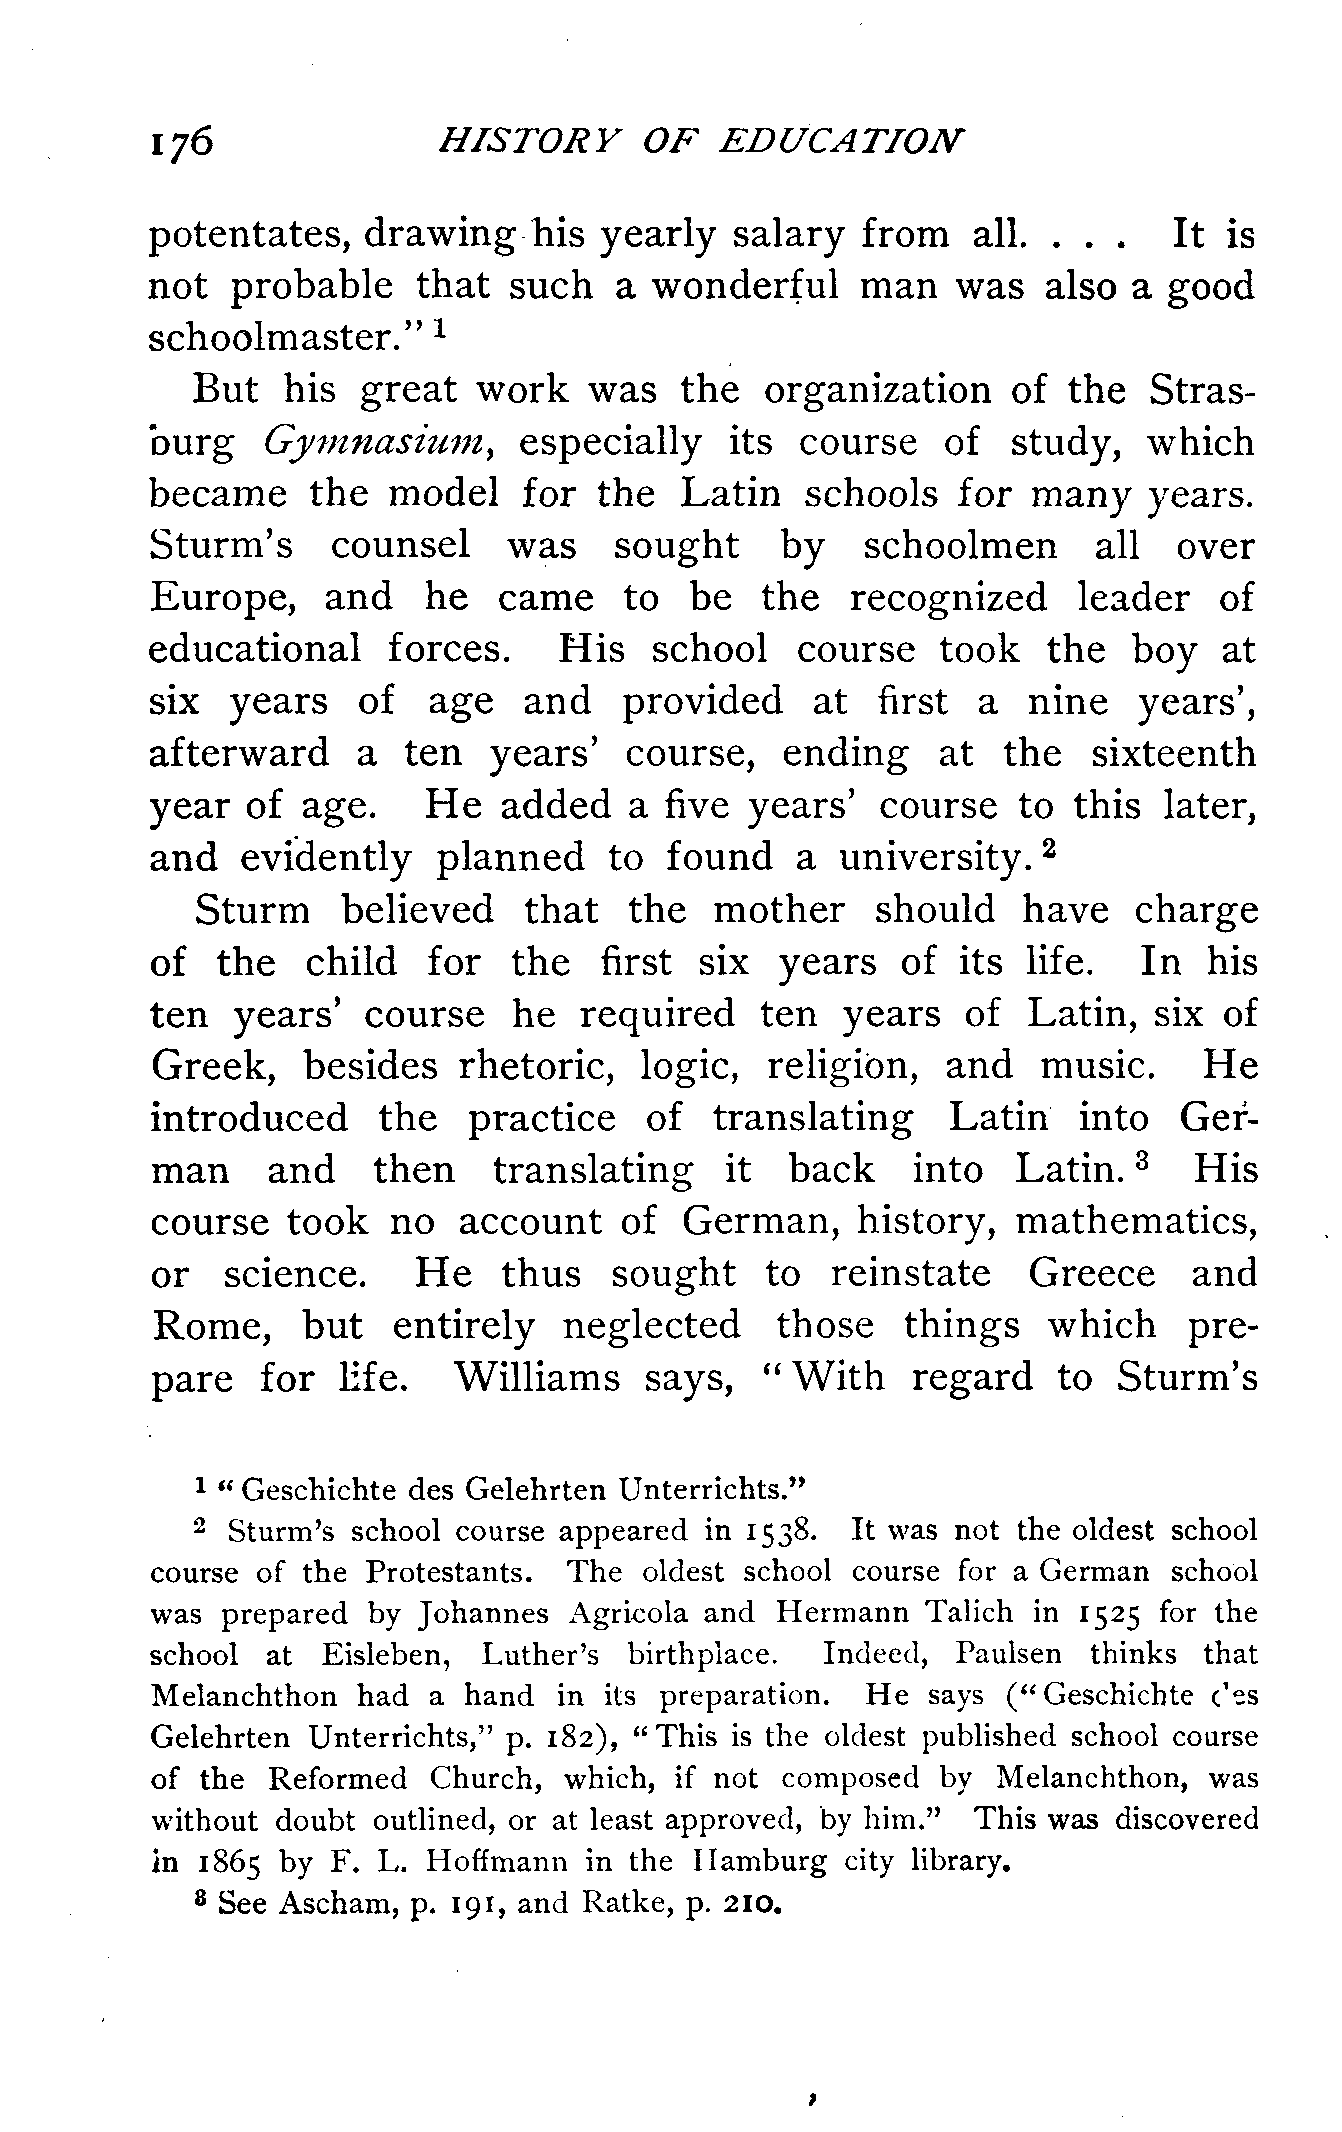 176 HISTORY OF EDUCATION
potentates, drawing his yearly salary from all. . . . It is
not probable that such a wonderful man was also a good
schoolmaster." 1
But his great work was the organization of the Stras-
burg Gymnasium, especially its course of study, which
became the model for the Latin schools for many years.
Sturm's counsel was sought by schoolmen all over
Europe, and he came to be the recognized leader of
educational forces. His school course took the boy at
six years of age and provided at first a nine years',
afterward a ten years' course, ending at the sixteenth
year of age. He added a five years' course to this later,
and evidently planned to found a university. 2
Sturm believed that the mother should have charge
of the child for the first six years of its life. In his
ten years' course he required ten years of Latin, six of
Greek, besides rhetoric, logic, religion, and music. He
introduced the practice of translating Latin into Ger-
man and then translating it back into Latin. 3 His
course took no account of German, history, mathematics,
or science. He thus sought to reinstate Greece and
Rome, but entirely neglected those things which pre-
pare for life. Williams says, "With regard to Sturm's
1 "Geschichte des Gelehrten Unterrichts."
2 Sturm's school course appeared in 1538. It was not the oldest school
course of the Protestants. The oldest school course for a German school
was prepared by Johannes Agricola and Hermann Talich in 1525 for the
school at Eisleben, Luther's birthplace. Indeed, Paulsen thinks that
Melanchthon had a hand in its preparation. He says ("Geschichte des
Gelehrten Unterrichts," p. 182), "This is the oldest published school course
of the Reformed Church, which, if not composed by Melanchthon, was
without doubt outlined, or at least approved, by him." This was discovered
in 1865 by F. L. Hoffmann in the Hamburg city library.
3 See Ascham, p. 191, and Ratke, p. 210.